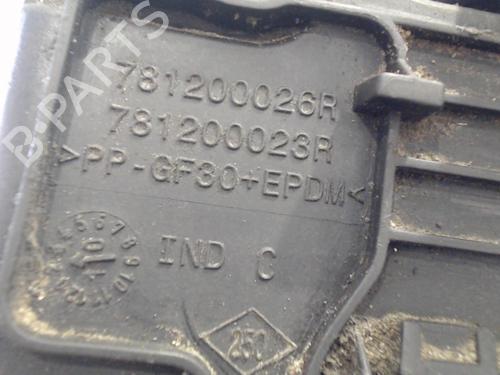 B-PARTS
781200026R
781200023R
>PP-GF30+EPDM<
IND C
250